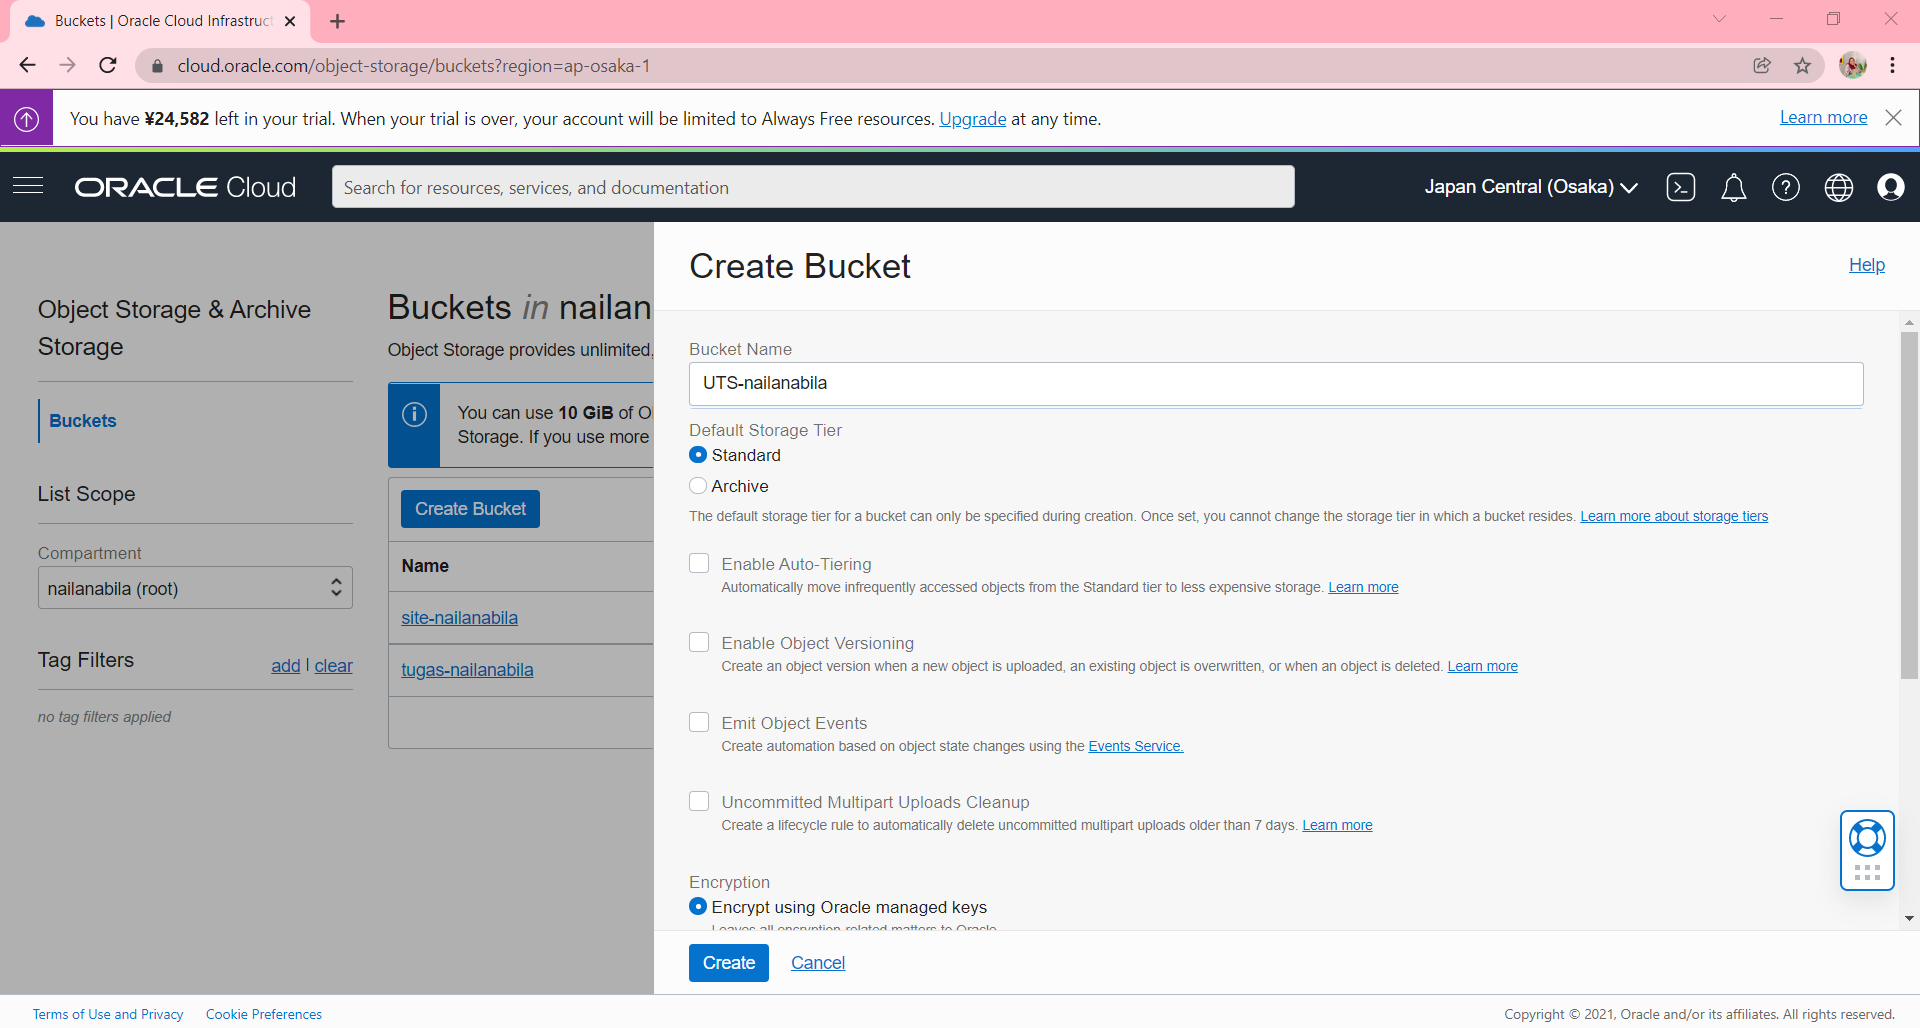 Buckets | Oracle Cloud Infrastruct
cloud.oracle.com/object-storage/buckets?region=ap-osaka-1
You have ¥24,582 left in your trial. When your trial is over, your account will be limited to Always Free resources. Upgrade at any time.
Learn more
ORACLE Cloud
Search for resources, services, and documentation
Japan Central (Osaka)
Object Storage & Archive
Storage
Buckets
List Scope
Compartment
nailanabila (root)
Tag Filters
add | clear
no tag filters applied
Buckets in nailan
Object Storage provides unlimited,
You can use 10 GiB of O
Storage. If you use more
Create Bucket
Name
site-nailanabila
tugas-nailanabila
Create Bucket
Help
Bucket Name
UTS-nailanabila
Default Storage Tier
Standard
Archive
The default storage tier for a bucket can only be specified during creation. Once set, you cannot change the storage tier in which a bucket resides. Learn more about storage tiers
Enable Auto-Tiering
Automatically move infrequently accessed objects from the Standard tier to less expensive storage. Learn more
Enable Object Versioning
Create an object version when a new object is uploaded, an existing object is overwritten, or when an object is deleted. Learn more
Emit Object Events
Create automation based on object state changes using the Events Service.
Uncommitted Multipart Uploads Cleanup
Create a lifecycle rule to automatically delete uncommitted multipart uploads older than 7 days. Learn more
Encryption
Encrypt using Oracle managed keys
Leaves all encryption-related matters to Oracle
Create
Cancel
Terms of Use and Privacy
Cookie Preferences
Copyright © 2021, Oracle and/or its affiliates. All rights reserved.